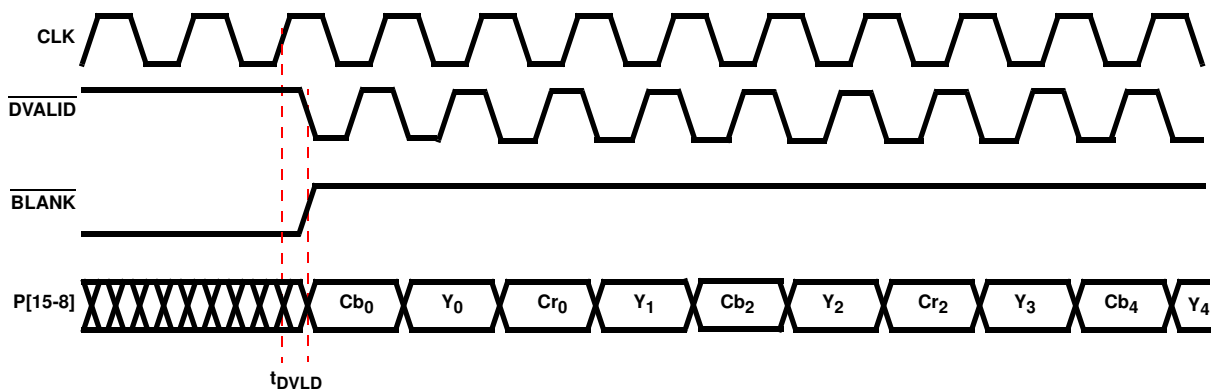 CLK
DVALID
BLANK
P[15-8] Cb0 Y0 Cr0 Y1 Cb2 Y2 Cr2 Y3 Cb4 Y4
tDVLD